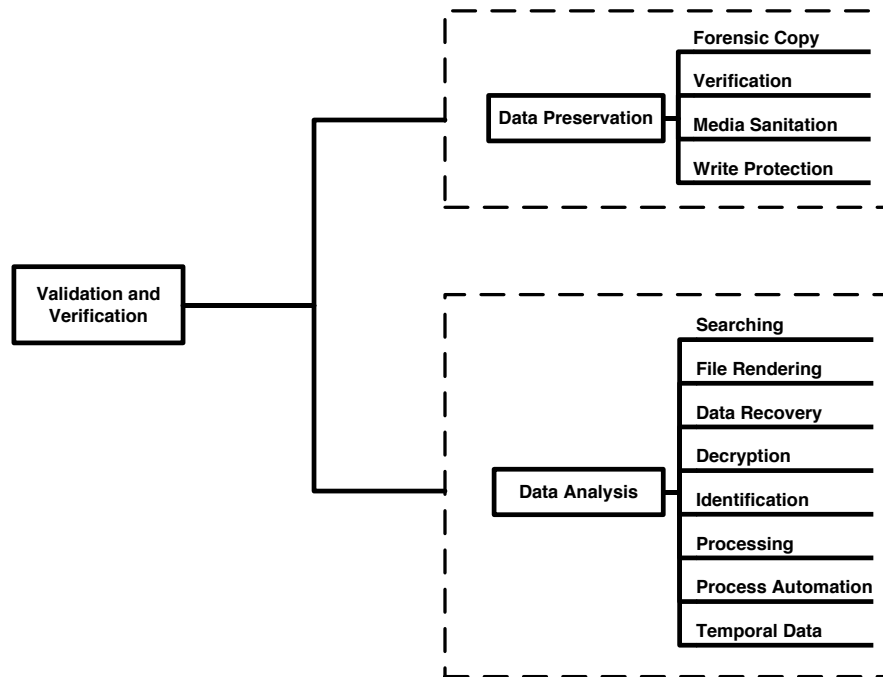 Validation and
Verification
Data Preservation
Forensic Copy
Verification
Media Sanitation
Write Protection
Data Analysis
Searching
File Rendering
Data Recovery
Decryption
Identification
Processing
Process Automation
Temporal Data